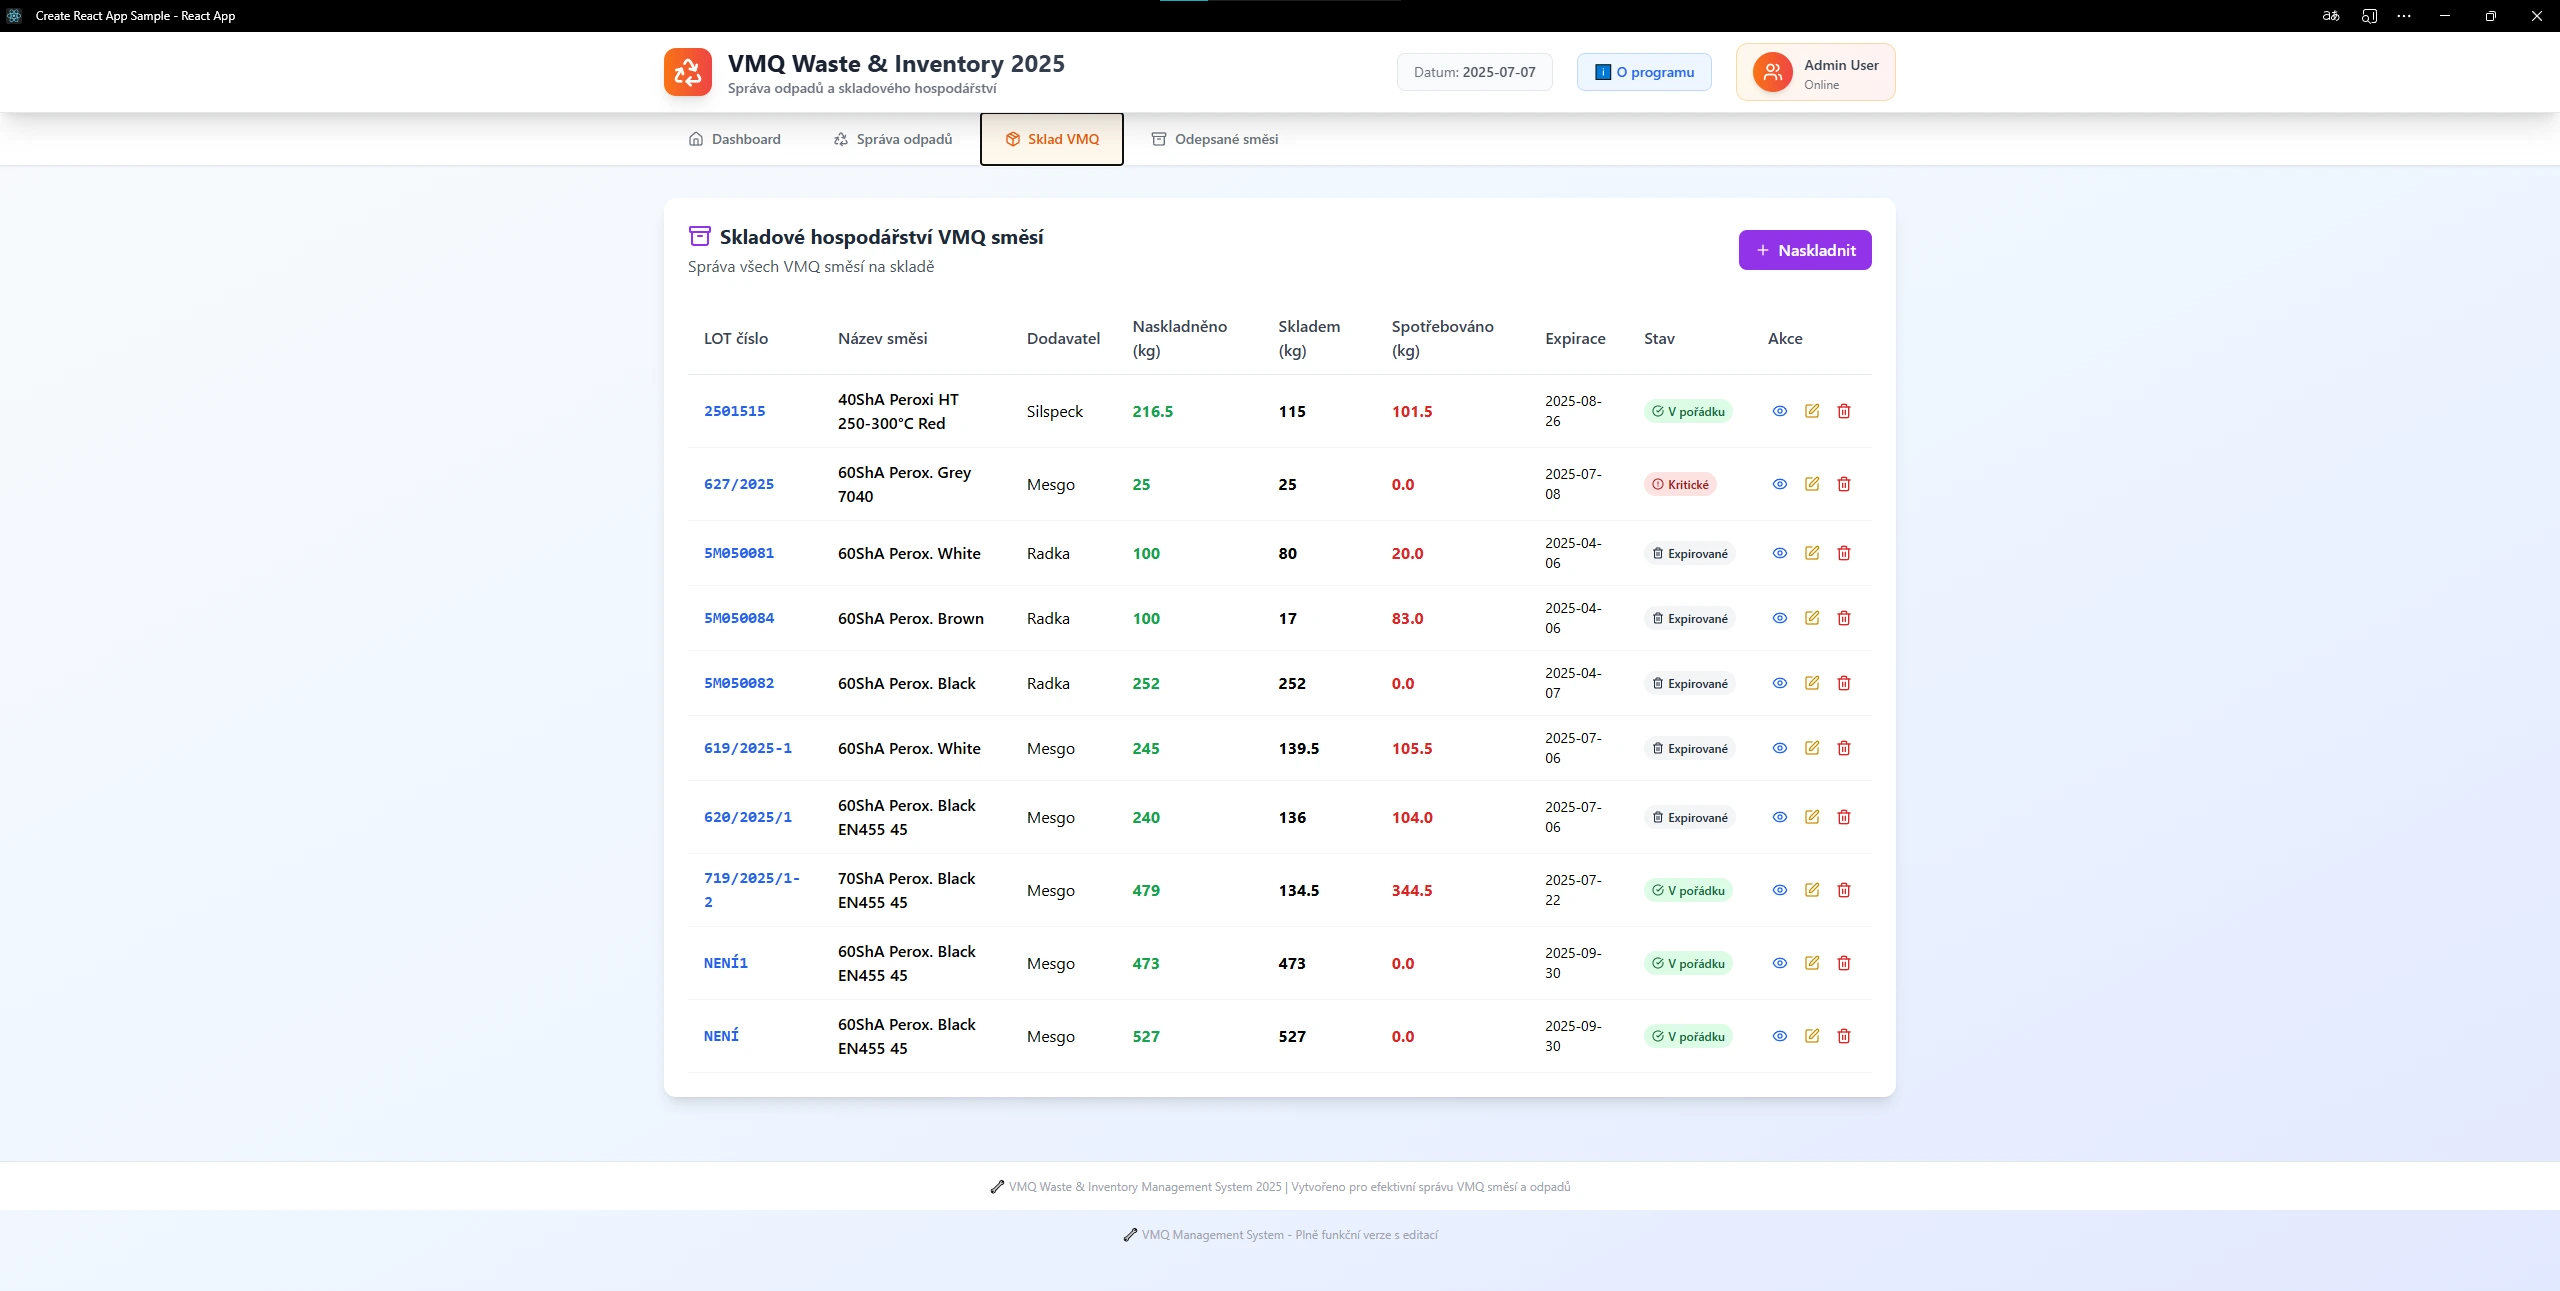 Create React App Sample - React App
VMQ Waste & Inventory 2025
Správa odpadů a skladového hospodářství
Datum: 2025-07-07
O programu
Admin User
Online
Dashboard
Správa odpadů
Sklad VMQ
Odepsané směsi
Skladové hospodářství VMQ směsí
Správa všech VMQ směsí na skladě
+ Naskladnit
LOT číslo
Název směsi
Dodavatel
Naskladněno
(kg)
Skladem
(kg)
Spotřebováno
(kg)
Expirace
Stav
Akce
2501515
40ShA Peroxi HT
250-300°C Red
Silspeck
216.5
115
101.5
2025-08-
26
V pořádku
627/2025
60ShA Perox. Grey
7040
Mesgo
25
25
0.0
2025-07-
08
Kritické
5M050081
60ShA Perox. White
Radka
100
80
20.0
2025-04-
06
Expirované
5M050084
60ShA Perox. Brown
Radka
100
17
83.0
2025-04-
06
Expirované
5M050082
60ShA Perox. Black
Radka
252
252
0.0
2025-04-
07
Expirované
619/2025-1
60ShA Perox. White
Mesgo
245
139.5
105.5
2025-07-
06
Expirované
620/2025/1
60ShA Perox. Black
EN455 45
Mesgo
240
136
104.0
2025-07-
06
Expirované
719/2025/1-
2
70ShA Perox. Black
EN455 45
Mesgo
479
134.5
344.5
2025-07-
22
V pořádku
NENÍ1
60ShA Perox. Black
EN455 45
Mesgo
473
473
0.0
2025-09-
30
V pořádku
NENÍ
60ShA Perox. Black
EN455 45
Mesgo
527
527
0.0
2025-09-
30
V pořádku
VMQ Waste & Inventory Management System 2025 | Vytvořeno pro efektivní správu VMQ směsí a odpadů
VMQ Management System - Plně funkční verze s editací